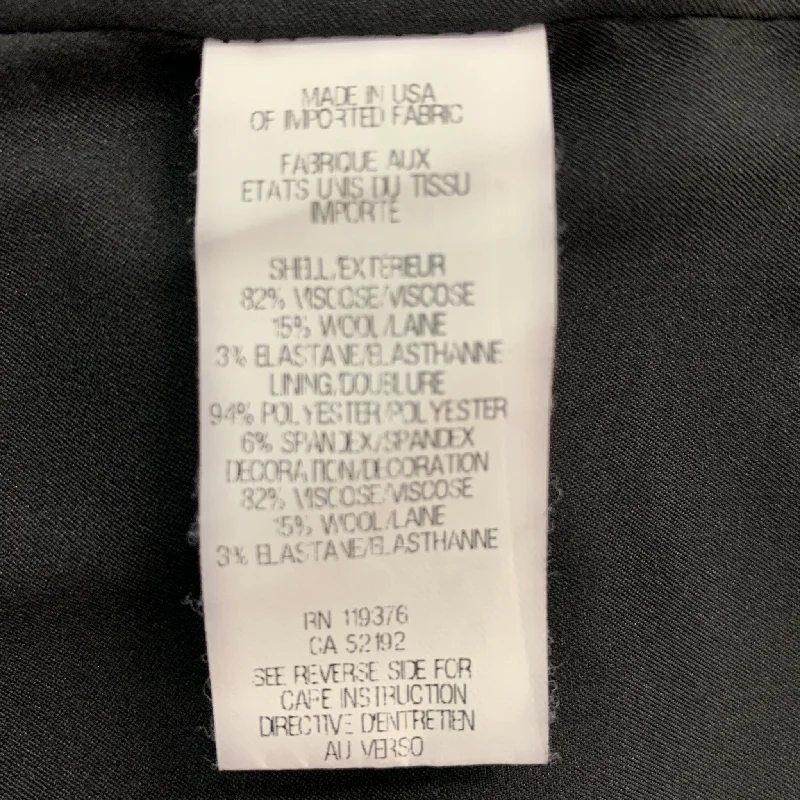 MADE IN USA
OF IMPORTED FABRIC
FABRIQUE AUX
ETATS UNIS DU TISSU
IMPORTÉ
SHELL/EXTERIEUR
82% VISCOSE/VISCOSE
15% WOOL/LAINE
3% ELASTANE/ELASTHANNE
LINING/DOUBLURE
94% POLYESTER/POLYESTER
6% SPANDEX/SPANDEX
DECORATION/DECORATION
82% VISCOSE/VISCOSE
15% WOOL/LAINE
3% ELASTANE/ELASTHANNE
RN 119376
CA 52192
SEE REVERSE SIDE FOR
CARE INSTRUCTION
DIRECTIVE D'ENTRETIEN
AU VERSO